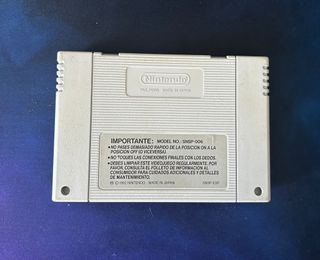 Nintendo
IMPORTANTE: MODEL NO.: SNSP-006
•NO PASES DEMASIADO RAPIDO DE LA POSICION ON A LA
POSICION OFF (O VICEVERSA).
•NO TOQUES LAS CONEXIONES FINALES CON LOS DEDOS.
•DEBES LIMPIAR ESTE VIDEOJUEGO REGULARMENTE. POR
FAVOR, CONSULTA EL FOLLETO DE INFORMACION AL
CONSUMIDOR PARA CUIDADOS ADICIONALES Y DETALLES
DE MANTENIMIENTO.
NINTENDO MADE IN JAPAN